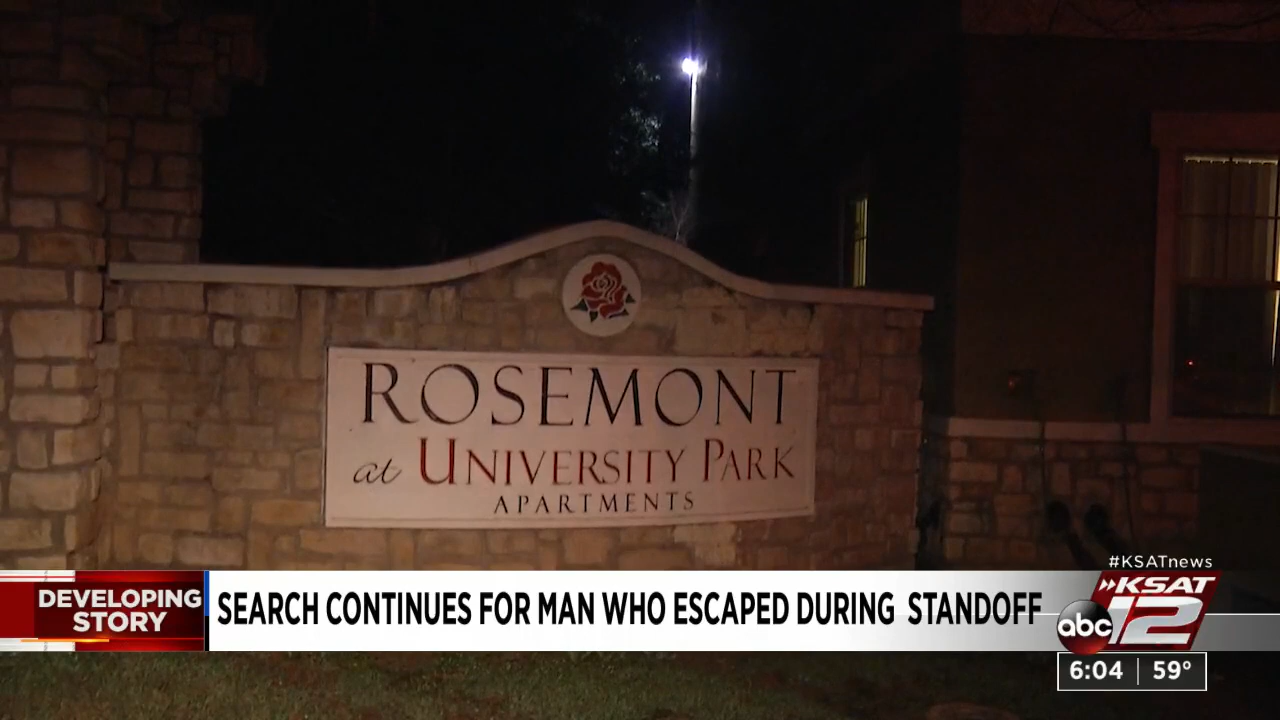 ROSEMONT
at UNIVERSITY PARK
APARTMENTS
#KSATnews
DEVELOPING
STORY
SEARCH CONTINUES FOR MAN WHO ESCAPED DURING STANDOFF
KSAT
abc 12
6:04 59°